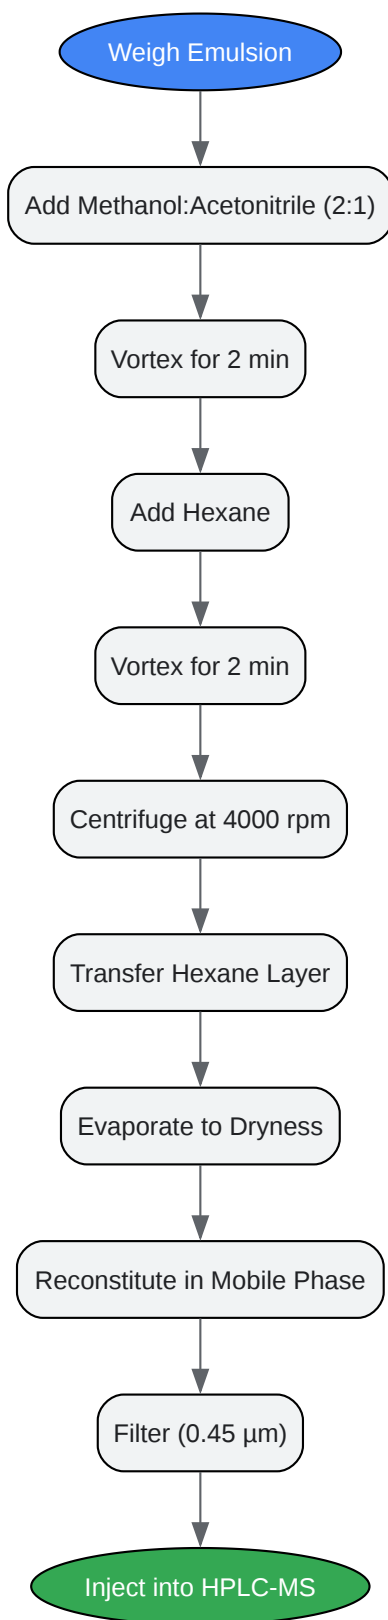 Weigh Emulsion
Add Methanol:Acetonitrile (2:1)
Vortex for 2 min
Add Hexane
Vortex for 2 min
Centrifuge at 4000 rpm
Transfer Hexane Layer
Evaporate to Dryness
Reconstitute in Mobile Phase
Filter (0.45 µm)
Inject into HPLC-MS